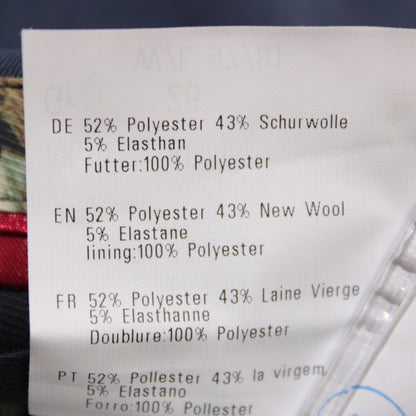 DE 52% Polyester 43% Schurwolle
5% Elasthan
Futter:100% Polyester
EN 52% Polyester 43% New Wool
5% Elastane
lining:100% Polyester
FR 52% Polyester 43% Laine Vierge
5% Elasthanne
Doublure:100% Polyester
PT 52% Pollester 43% la virgem
5% Elastano
Forro:100% Polyester